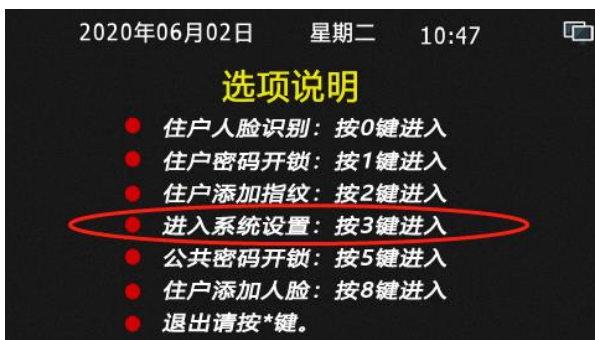 2020年06月02日 星期二 10:47
选项说明
住户人脸识别：按0键进入
住户密码开锁：按1键进入
住户添加指纹：按2键进入
进入系统设置：按3键进入
公共密码开锁：按5键进入
住户添加人脸：按8键进入
退出请按*键。